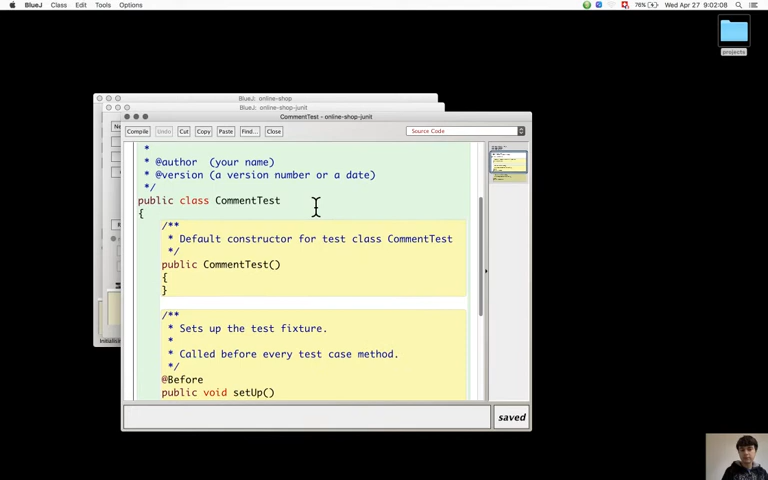 BlueJ Class Edit Tools Options
76% Wed Apr 27 9:02:08
projects
BlueJ: online-shop
BlueJ: online-shop-junit
CommentTest - online-shop-junit
Compile Undo Cut Copy Paste Find... Close
Source Code
*
* @author (your name)
* @version (a version number or a date)
*/
public class CommentTest
{
/**
* Default constructor for test class CommentTest
*/
public CommentTest()
{
}
/**
* Sets up the test fixture.
*
* Called before every test case method.
*/
@Before
public void setUp()
saved